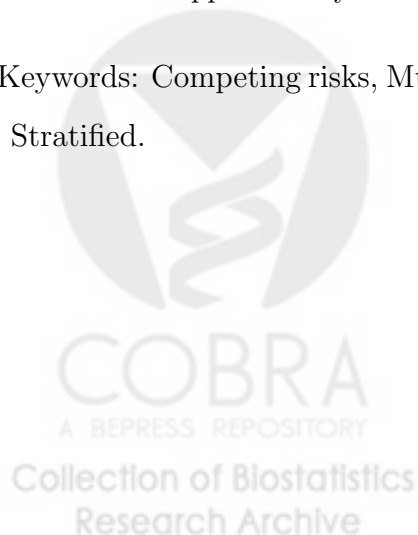 Keywords: Competing risks,
Stratified.
COBRA
A BEPRESS REPOSITORY
Collection of Biostatistics
Research Archive